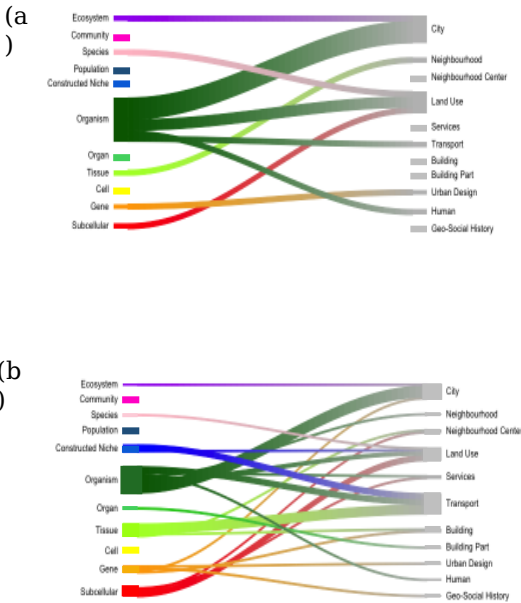 (a
)
Ecosystem
Community
Species
Population
Constructed Niche
Organism
Organ
Tissue
Cell
Gene
Subcellular
City
Neighbourhood
Neighbourhood Center
Land Use
Services
Transport
Building
Building Part
Urban Design
Human
Geo-Social History
(b
)
Ecosystem
Community
Species
Population
Constructed Niche
Organism
Organ
Tissue
Cell
Gene
Subcellular
City
Neighbourhood
Neighbourhood Cente
Land Use
Services
Transport
Building
Building Part
Urban Design
Human
Geo-Social History